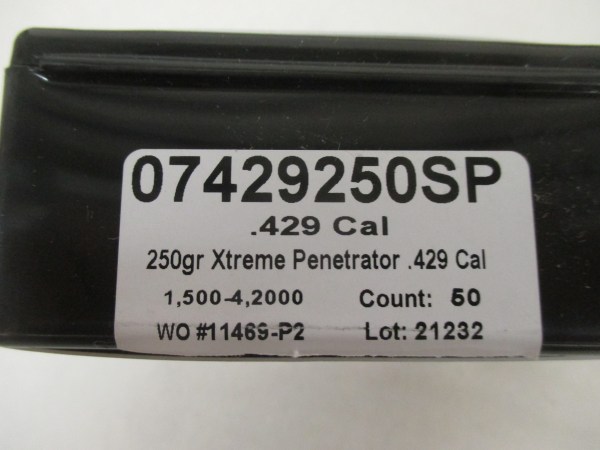 07429250SP
.429 Cal
250gr Xtreme Penetrator .429 Cal
1,500-4,2000 Count: 50
WO #11469-P2 Lot: 21232